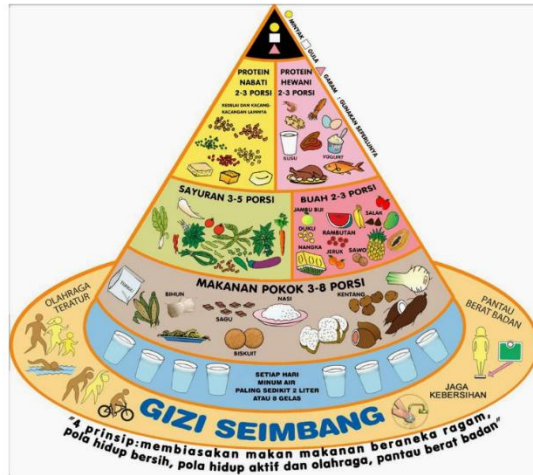 MINYAK GULA GARAM : GUNAKAN SEPERLUNYA
PROTEIN
NABATI
2-3 PORSI
KEDELAI DAN KACANG-
KACANGAN LAINNYA
PROTEIN
HEWANI
2-3 PORSI
SUSU
YOGURT
SAYURAN 3-5 PORSI
BUAH 2-3 PORSI
JAMBU BIJI
SALAK
DUKU
RAMBUTAN
NANGKA
JERUK
SAWO
MAKANAN POKOK 3-8 PORSI
BIHUN
NASI
KENTANG
SAGU
BISKUIT
OLAHRAGA
TERATUR
PANTAU
BERAT BADAN
SETIAP HARI
MINUM AIR
PALING SEDIKIT 2 LITER
ATAU 8 GELAS
JAGA
KEBERSIHAN
GIZI SEIMBANG
"4 prinsip:membiasakan makan makanan beraneka ragam,
pola hidup bersih, pola hidup aktif dan olahraga, pantau berat badan"